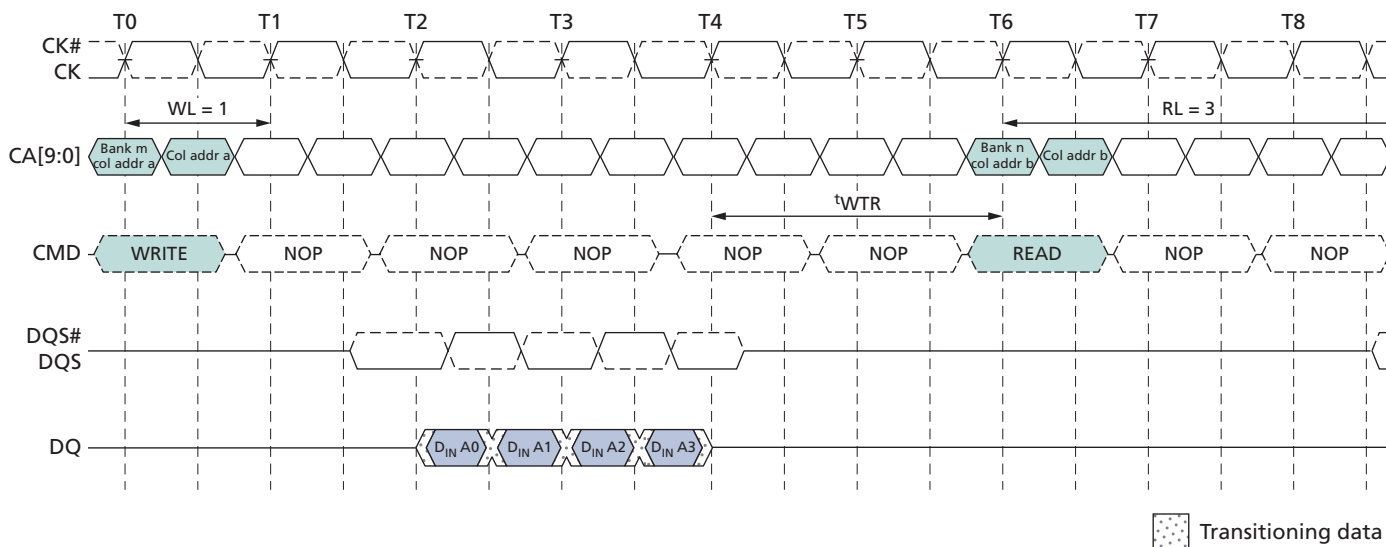 T0 T1 T2 T3 T4 T5 T6 T7 T8
CK#
CK
WL = 1 RL = 3
CA[9:0] Bank m Col addr a Bank n Col addr b
col addr a col addr b
tWTR
CMD WRITE NOP NOP NOP NOP NOP READ NOP NOP
DQS#
DQS
DQ DIN A0 DIN A1 DIN A2 DIN A3
Transitioning data